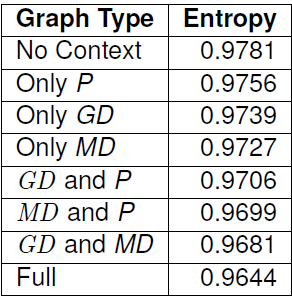 Graph Type Entropy
No Context 0.9781
Only P 0.9756
Only GD 0.9739
Only MD 0.9727
GD and P 0.9706
MD and P 0.9699
GD and MD 0.9681
Full 0.9644